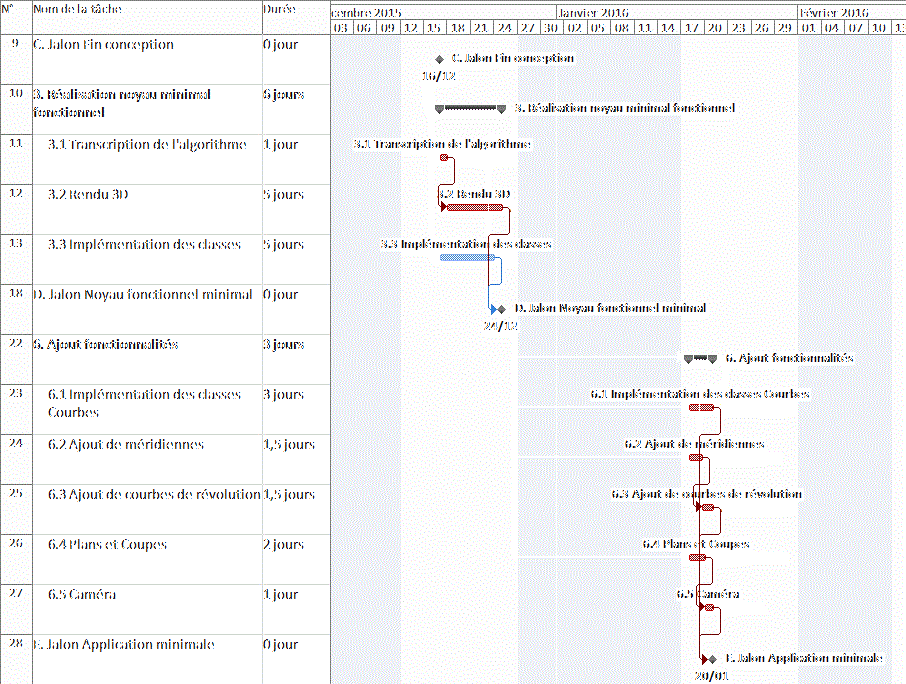 N° Nom de la tâche Durée cembre 2015 Janvier 2016 Février 2016
03 06 09 12 15 18 21 24 27 30 02 05 08 11 14 17 20 23 26 29 01 04 07 10 13
9 C. Jalon Fin conception 0 jour
C. Jalon Fin conception
16/12
10 3. Réalisation noyau minimal fonctionnel 6 jours
3. Réalisation noyau minimal fonctionnel
11 3.1 Transcription de l'algorithme 1 jour
3.1 Transcription de l'algorithme
12 3.2 Rendu 3D 5 jours
3.2 Rendu 3D
13 3.3 Implémentation des classes 5 jours
3.3 Implémentation des classes
18 D. Jalon Noyau fonctionnel minimal 0 jour
D. Jalon Noyau fonctionnel minimal
24/12
22 6. Ajout fonctionnalités 3 jours
6. Ajout fonctionnalités
23 6.1 Implémentation des classes Courbes 3 jours
6.1 Implémentation des classes Courbes
24 6.2 Ajout de méridiennes 1,5 jours
6.2 Ajout de méridiennes
25 6.3 Ajout de courbes de révolution 1,5 jours
6.3 Ajout de courbes de révolution
26 6.4 Plans et Coupes 2 jours
6.4 Plans et Coupes
27 6.5 Caméra 1 jour
6.5 Caméra
28 E. Jalon Application minimale 0 jour
E. Jalon Application minimale
20/01